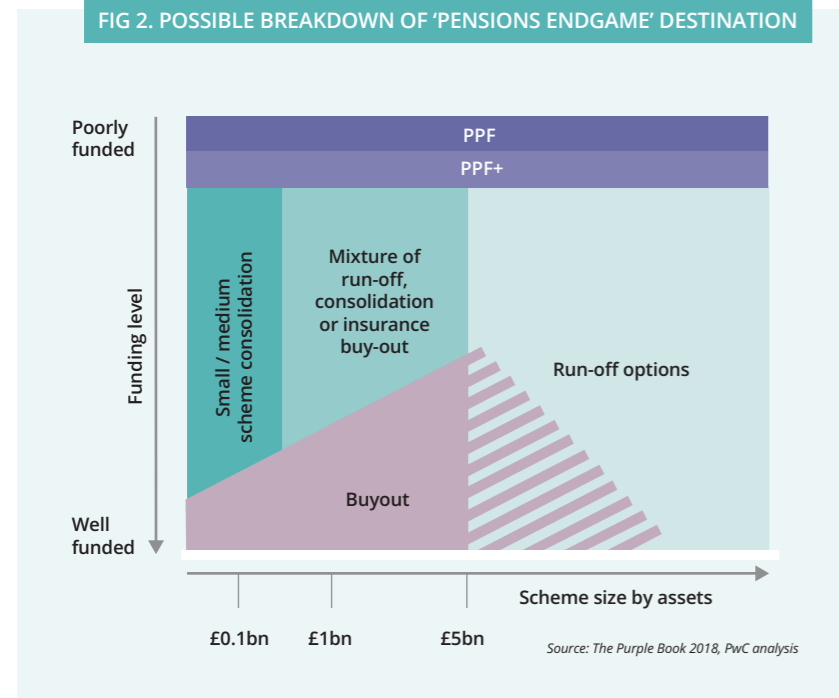 FIG 2. POSSIBLE BREAKDOWN OF ‘PENSIONS ENDGAME’ DESTINATION
Poorly
funded
PPF
PPF+
Funding level
Small / medium
scheme consolidation
Mixture of
run-off,
consolidation
or insurance
buy-out
Run-off options
Buyout
Well
funded
Scheme size by assets
£0.1bn
£1bn
£5bn
Source: The Purple Book 2018, PwC analysis